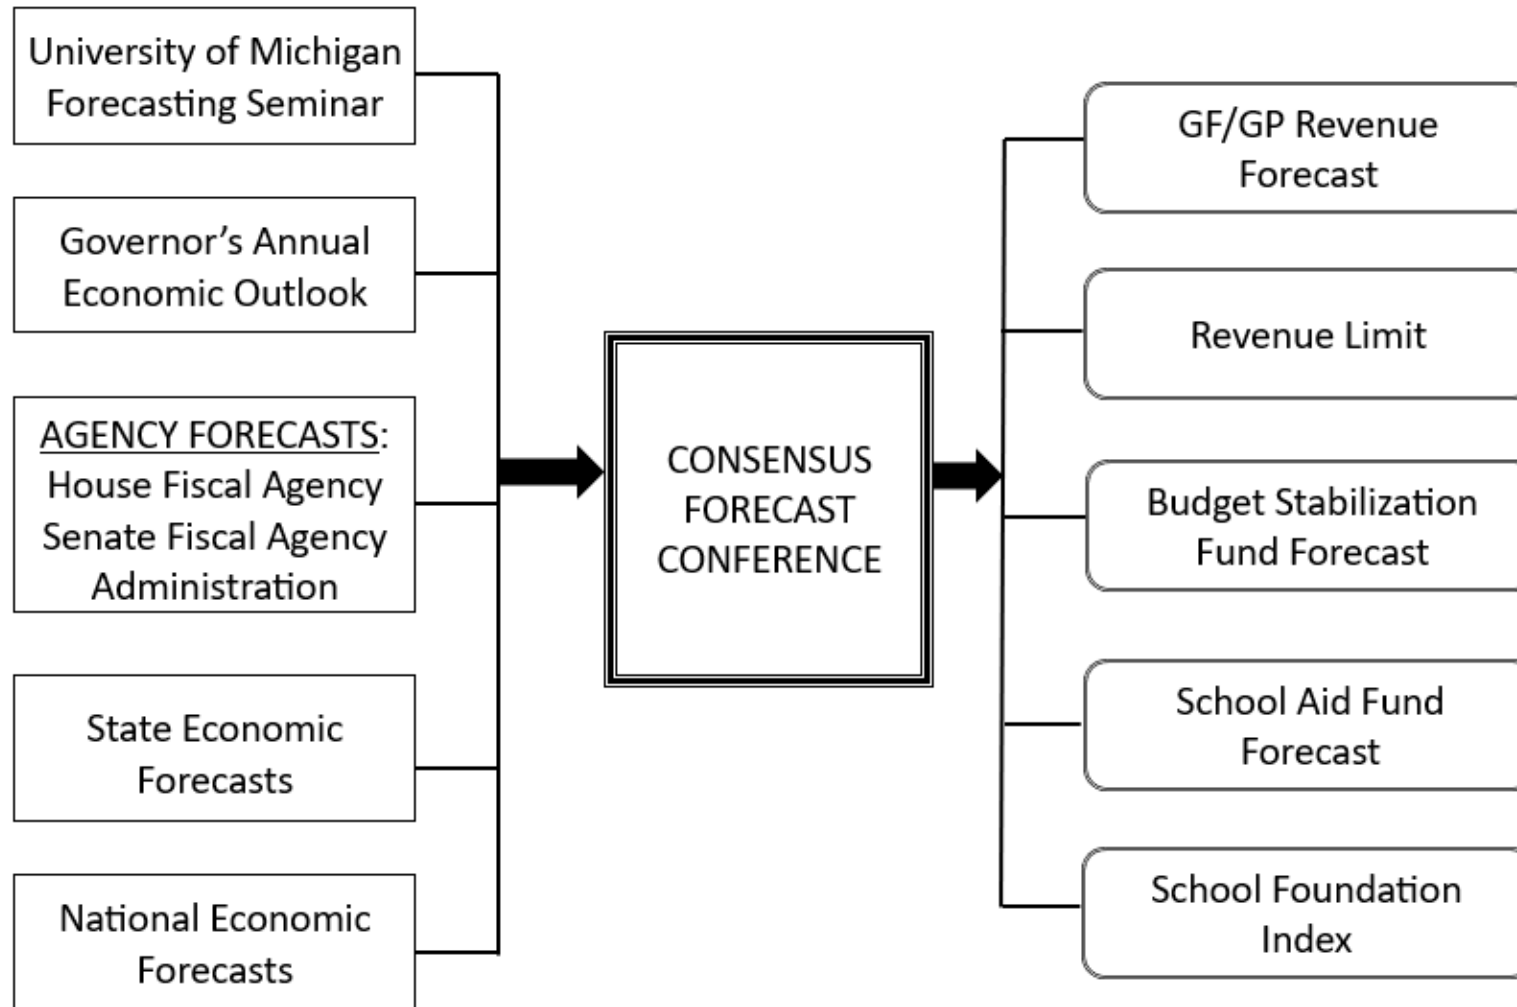 University of Michigan
Forecasting Seminar
Governor’s Annual
Economic Outlook
AGENCY FORECASTS:
House Fiscal Agency
Senate Fiscal Agency
Administration
State Economic
Forecasts
National Economic
Forecasts
CONSENSUS
FORECAST
CONFERENCE
GF/GP Revenue
Forecast
Revenue Limit
Budget Stabilization
Fund Forecast
School Aid Fund
Forecast
School Foundation
Index